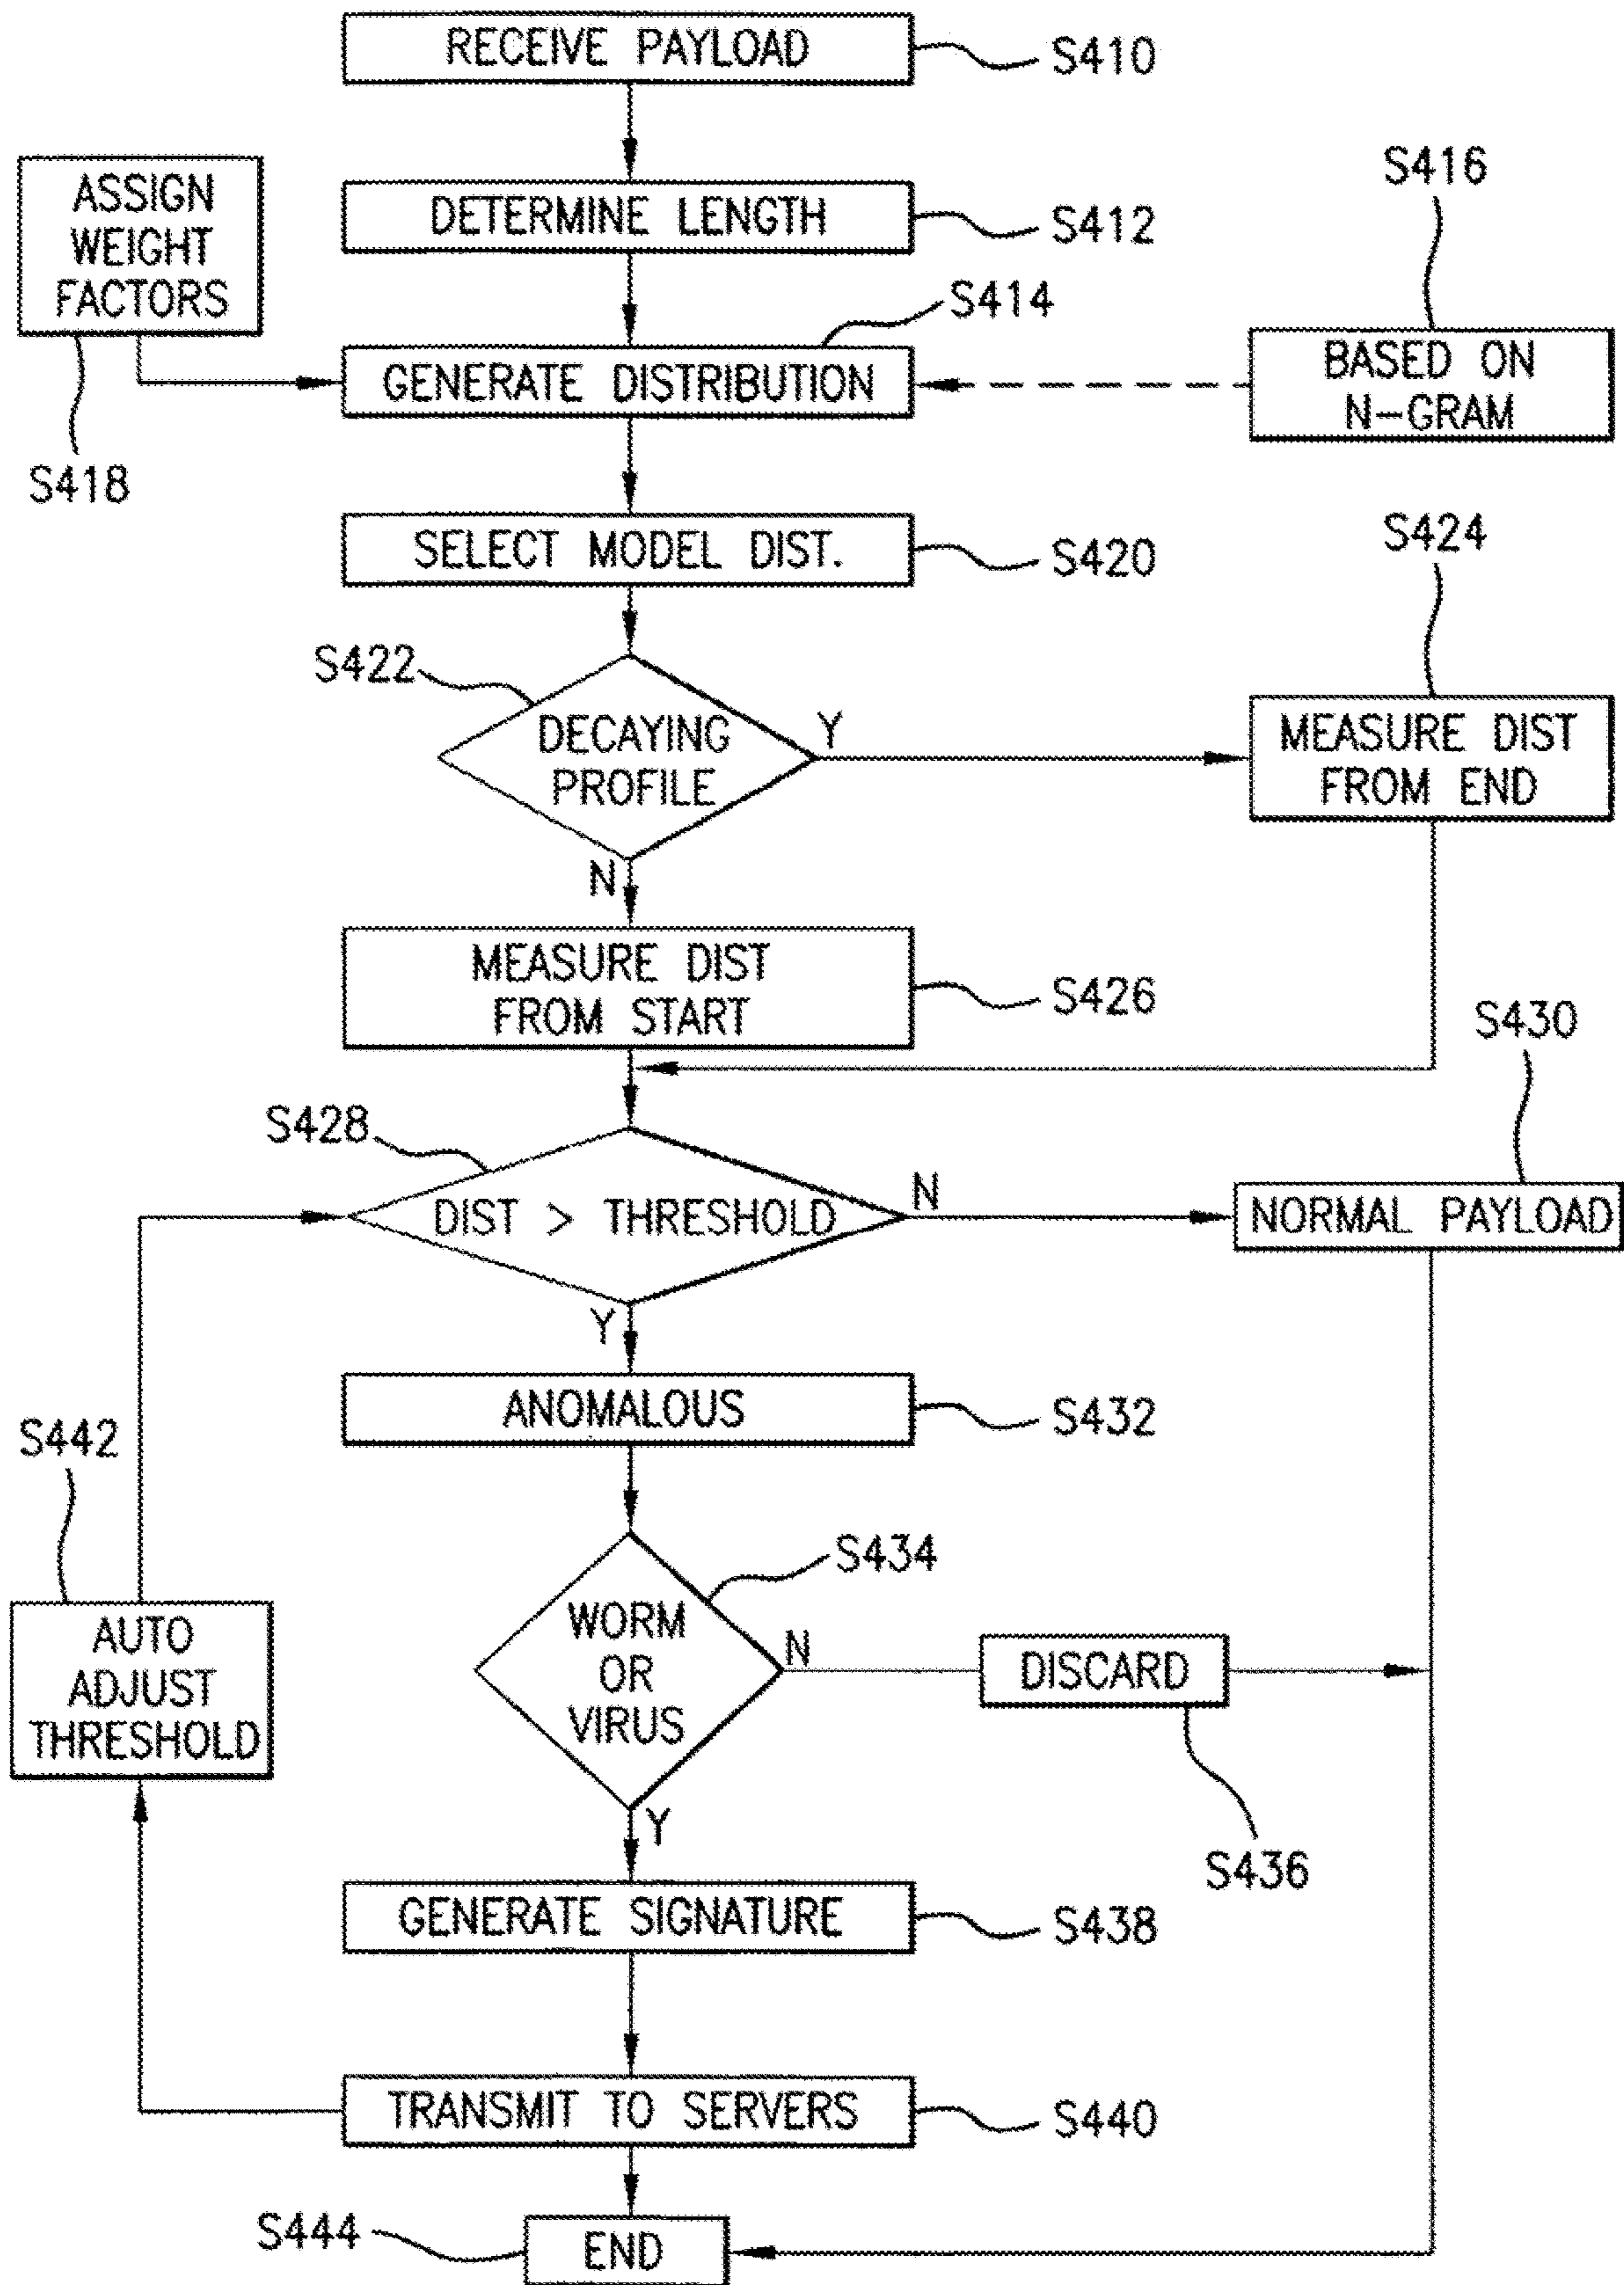 RECEIVE PAYLOAD
S410
ASSIGN
WEIGHT
FACTORS
S418
DETERMINE LENGTH
S412
S416
S414
GENERATE DISTRIBUTION
BASED ON
N-GRAM
SELECT MODEL DIST.
S420
S424
S422
DECAYING
PROFILE
Y
N
MEASURE DIST
FROM END
MEASURE DIST
FROM START
S426
S430
S428
DIST > THRESHOLD
N
Y
NORMAL PAYLOAD
ANOMALOUS
S432
S442
S434
WORM
OR
VIRUS
N
Y
DISCARD
S436
AUTO
ADJUST
THRESHOLD
GENERATE SIGNATURE
S438
TRANSMIT TO SERVERS
S440
S444
END